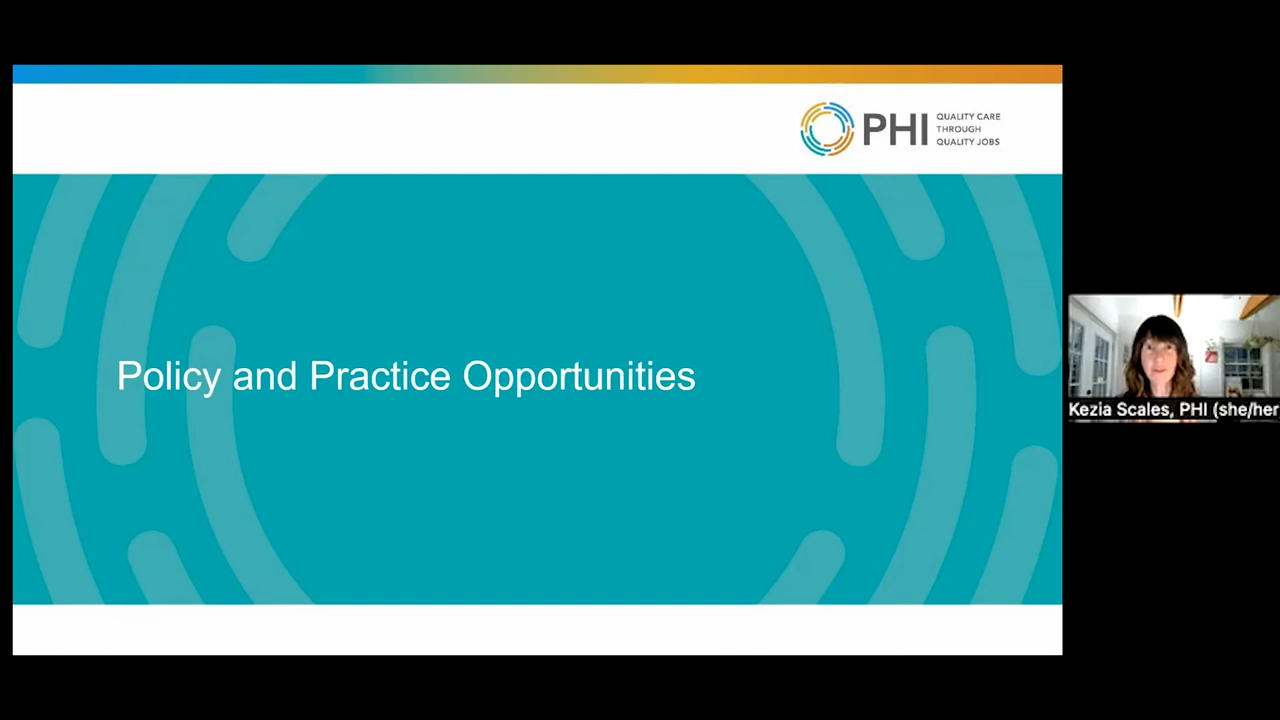 PHI
QUALITY CARE
THROUGH
QUALITY JOBS
Policy and Practice Opportunities
Kezia Scales, PHI (she/her